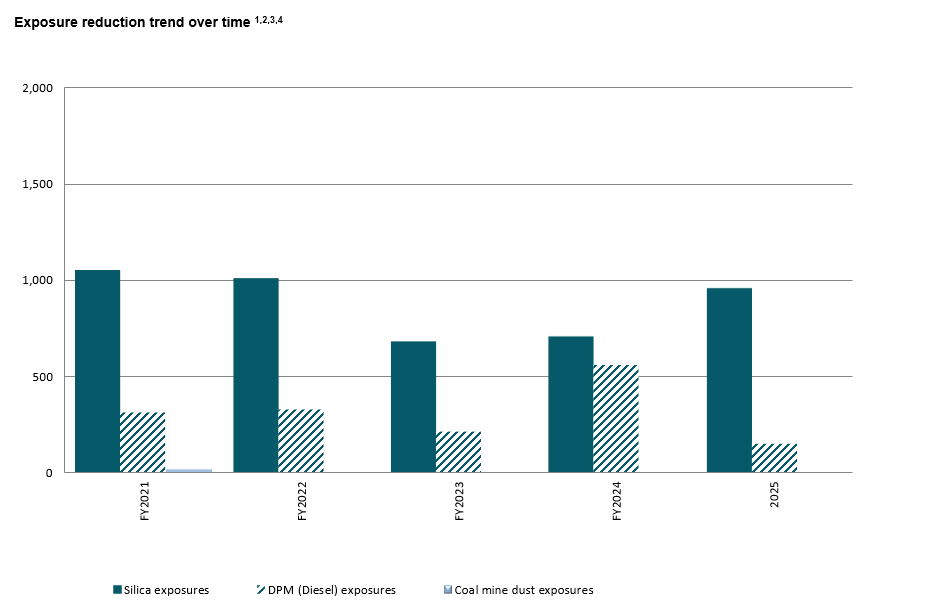 Exposure reduction trend over time 1,2,3,4
2,000
1,500
1,000
500
0
FY2021
FY2022
FY2023
FY2024
2025
Silica exposures
DPM (Diesel) exposures
Coal mine dust exposures